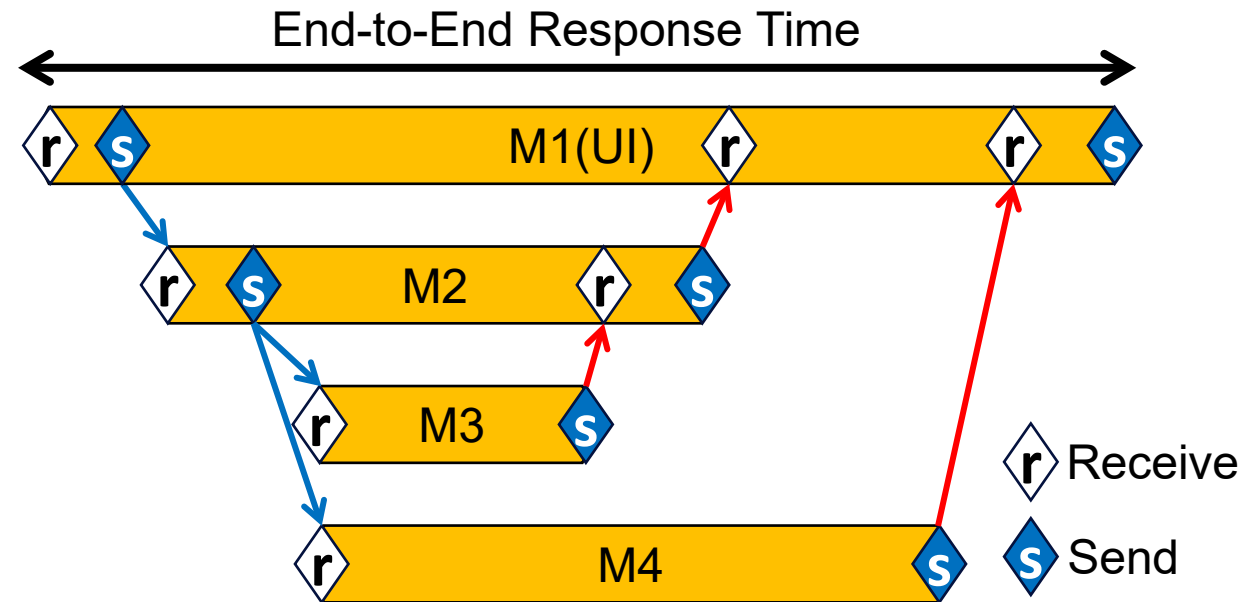 End-to-End Response Time
r s M1(UI) r r s
r s M2 r s
r M3 s
r Receive
r M4 s
s Send